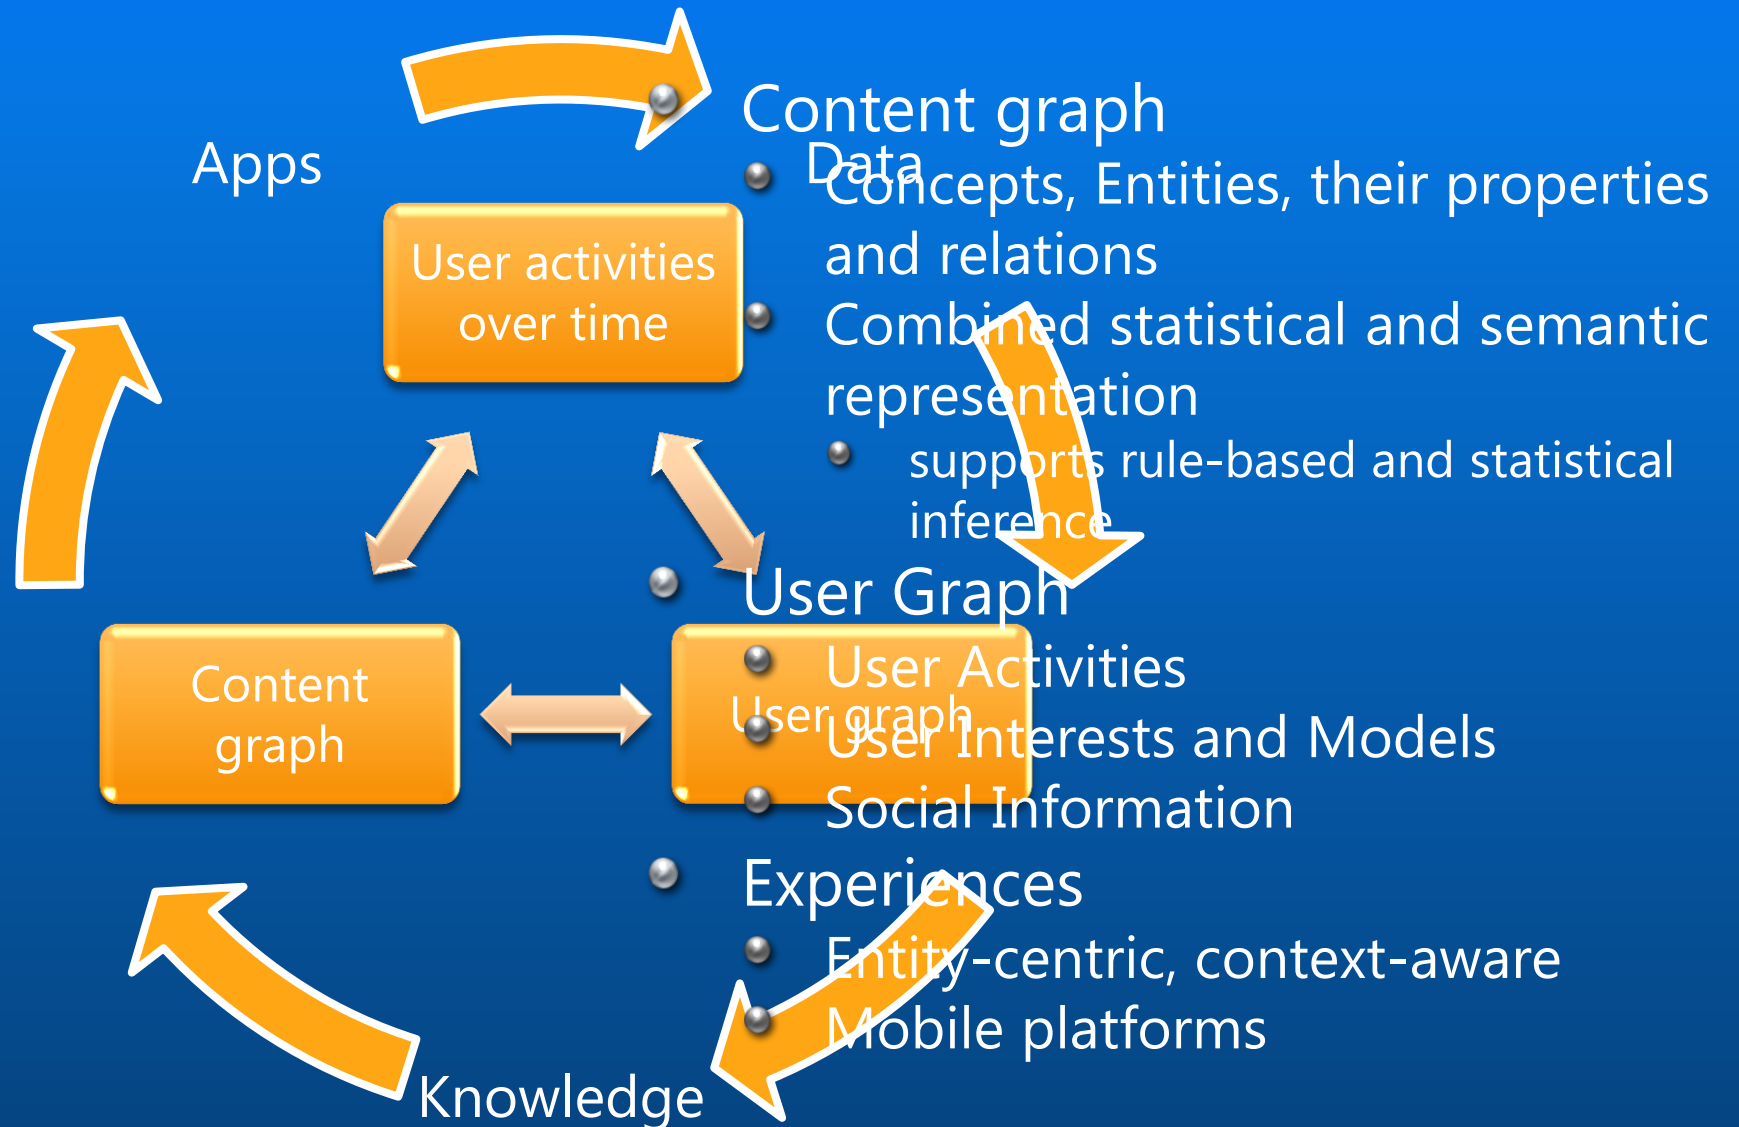 Apps
Data
User activities
over time
Content
graph
User graph
Knowledge
Content graph
Concepts, Entities, their properties
and relations
Combined statistical and semantic
representation
supports rule-based and statistical
inference
User Graph
User Activities
User Interests and Models
Social Information
Experiences
Entity-centric, context-aware
Mobile platforms